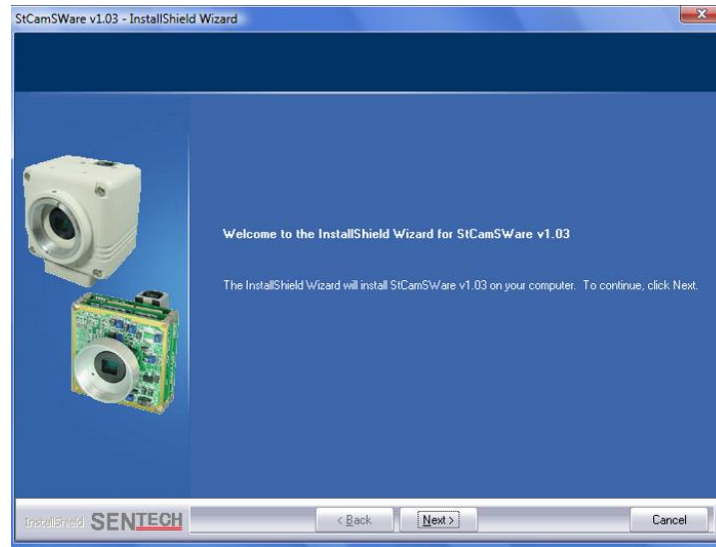 StCamSWare v1.03 - InstallShield Wizard
Welcome to the InstallShield Wizard for StCamSWare v1.03
The InstallShield Wizard will install StCamSWare v1.03 on your computer. To continue, click Next.
InstallShield SENTECH < Back Next > Cancel